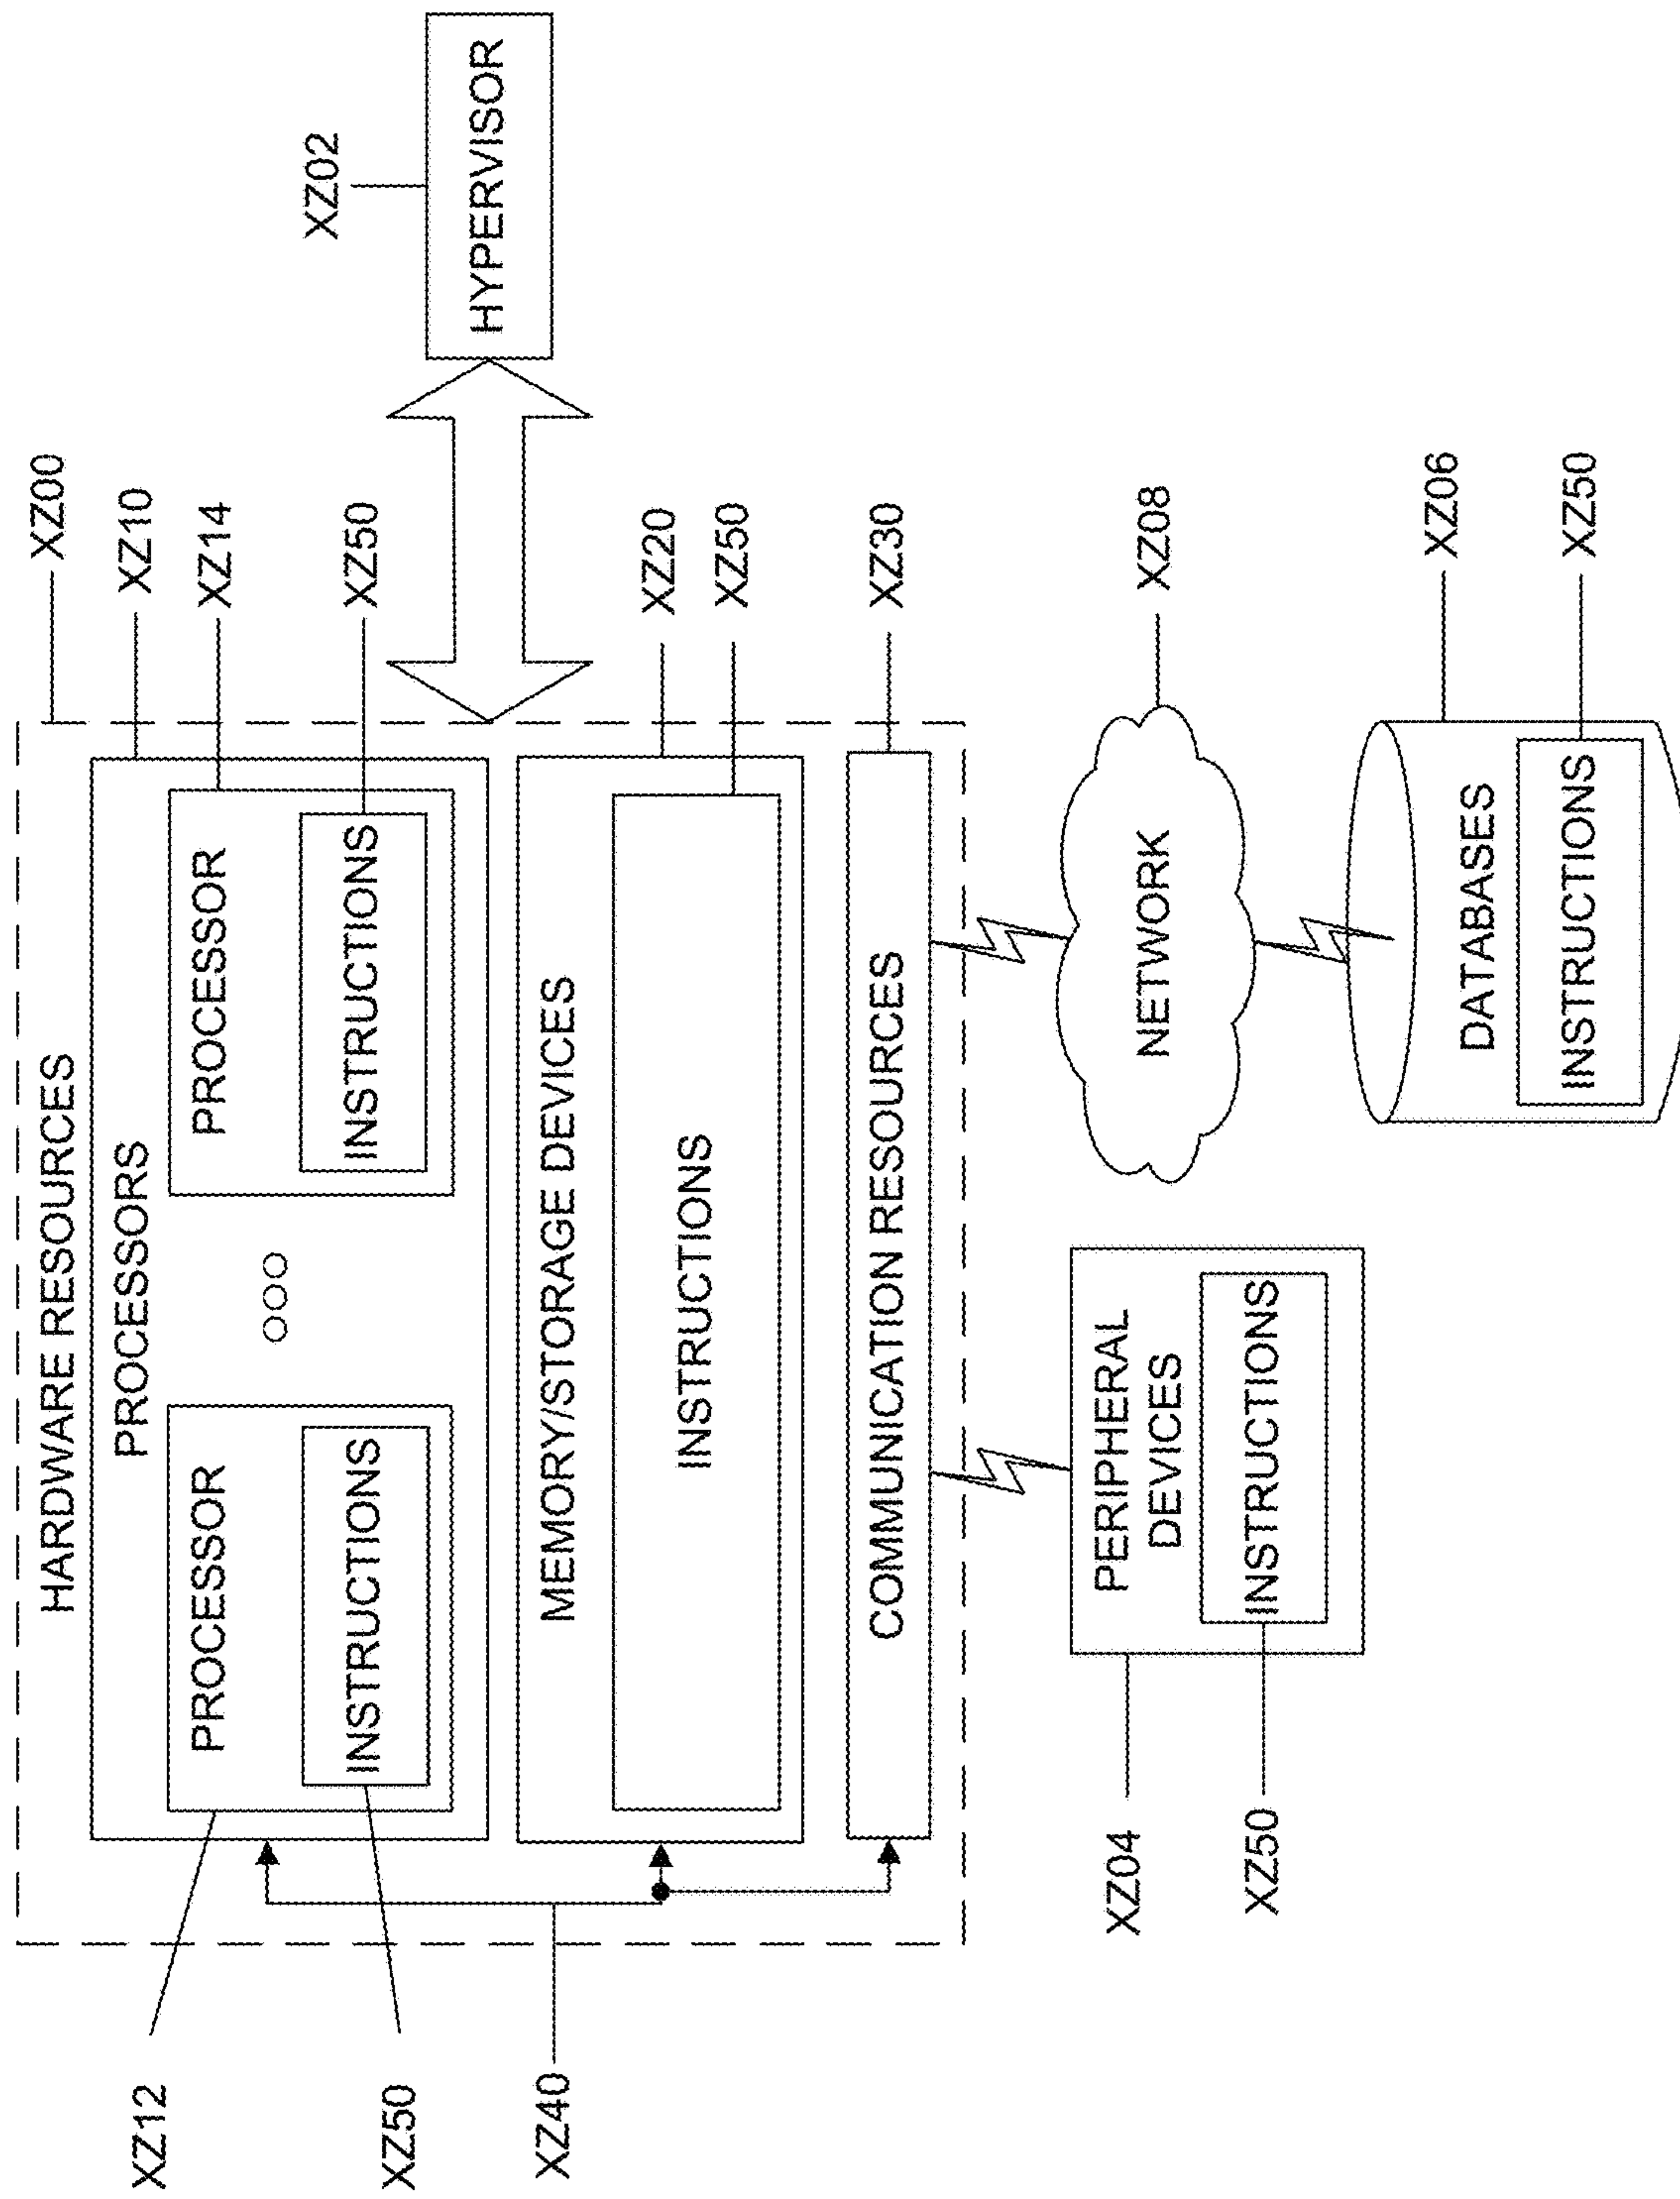 HARDWARE RESOURCES
XZ00
PROCESSORS
XZ10
XZ12
PROCESSOR
PROCESSOR
XZ14
XZ50
INSTRUCTIONS
INSTRUCTIONS
XZ50
XZ02
HYPERVISOR
XZ40
MEMORY/STORAGE DEVICES
XZ20
INSTRUCTIONS
XZ50
COMMUNICATION RESOURCES
XZ30
XZ04
PERIPHERAL
DEVICES
XZ50
INSTRUCTIONS
NETWORK
XZ08
DATABASES
XZ06
INSTRUCTIONS
XZ50